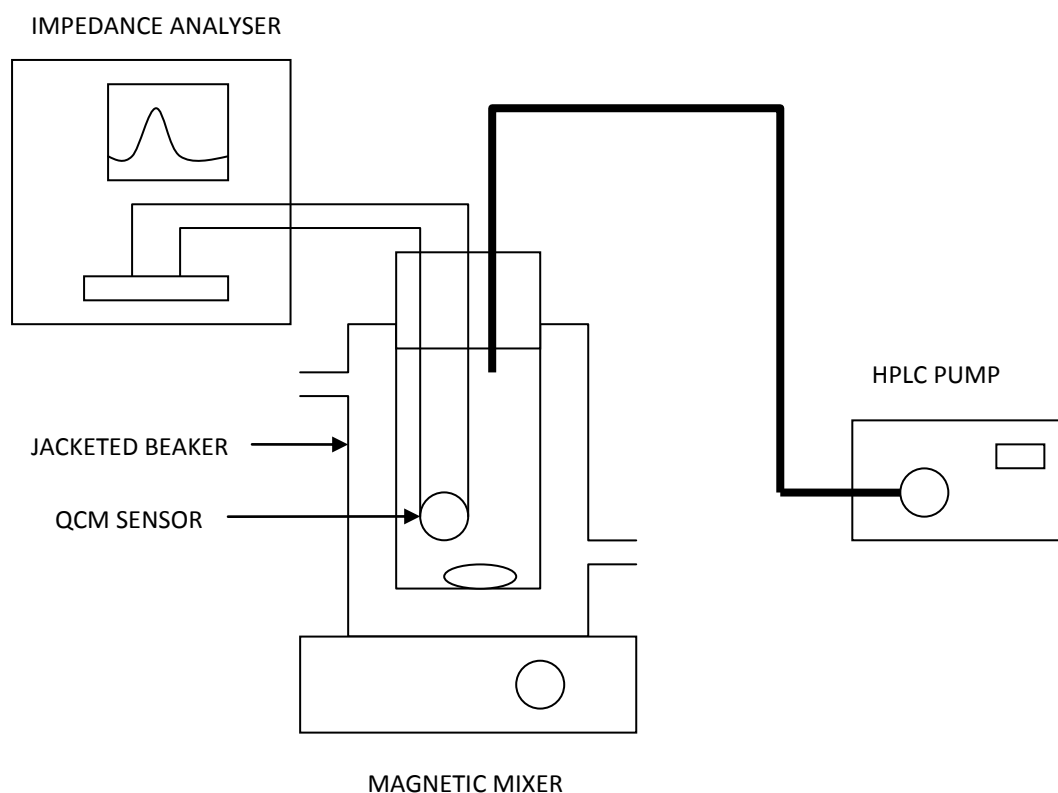 IMPEDANCE ANALYSER
HPLC PUMP
JACKETED BEAKER
QCM SENSOR
MAGNETIC MIXER